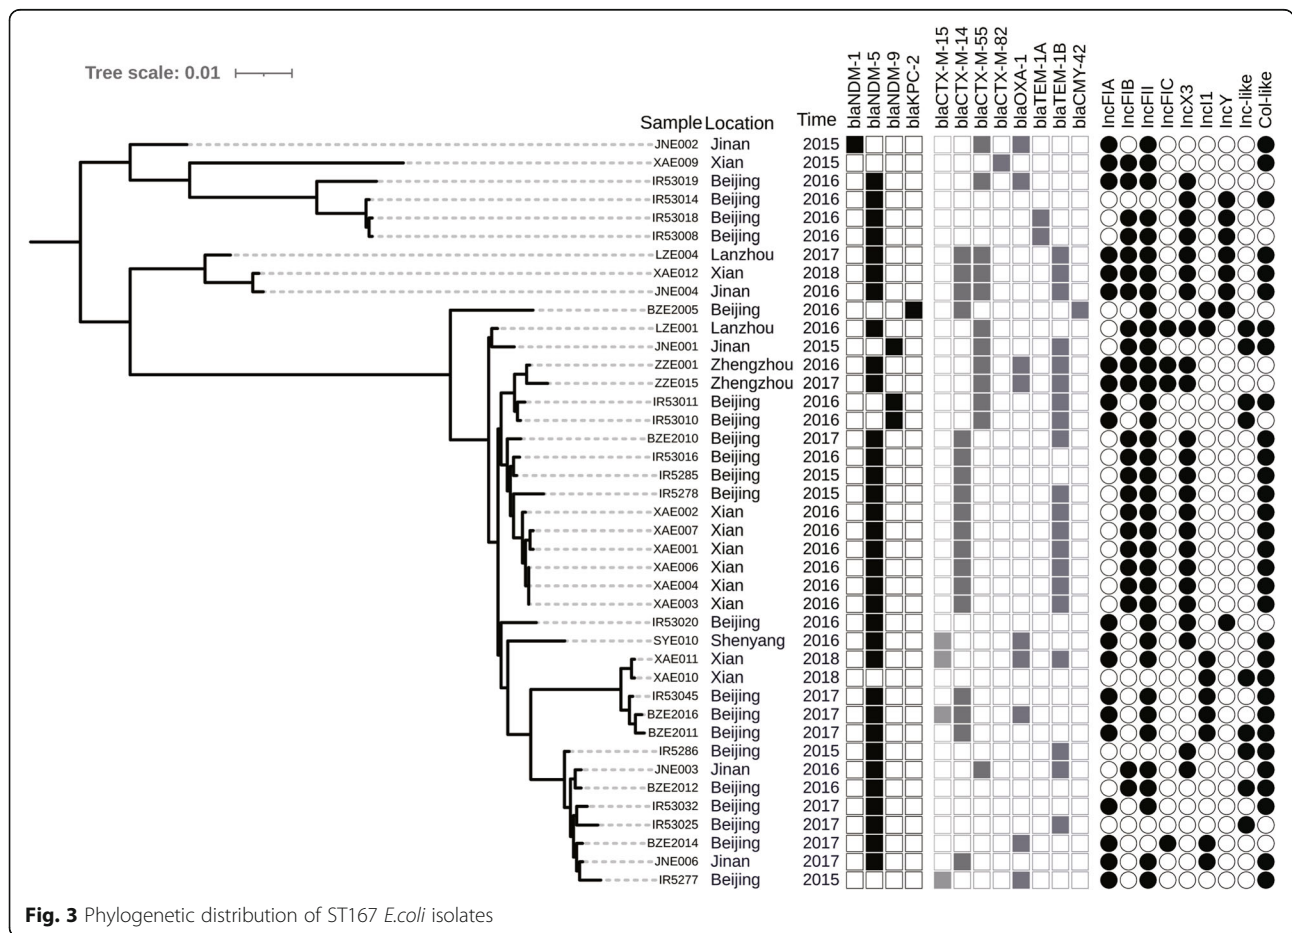 Tree scale: 0.01
blaNDM-1
blaNDM-5
blaNDM-9
blaKPC-2
blaCTX-M-15
blaCTX-M-14
blaCTX-M-55
blaCTX-M-82
blaOXA-1
blaTEM-1A
blaTEM-1B
blaCMY-42
IncFIA
IncFIB
IncFII
IncFIC
IncX3
IncI1
IncY
Inc-like
Col-like
Sample Location Time
JNE002 Jinan 2015
XAE009 Xian 2015
IR53019 Beijing 2016
IR53014 Beijing 2016
IR53018 Beijing 2016
IR53008 Beijing 2016
LZE004 Lanzhou 2017
XAE012 Xian 2018
JNE004 Jinan 2016
BZE2005 Beijing 2016
LZE001 Lanzhou 2016
JNE001 Jinan 2015
ZZE001 Zhengzhou 2016
ZZE015 Zhengzhou 2017
IR53011 Beijing 2016
IR53010 Beijing 2016
BZE2010 Beijing 2017
IR53016 Beijing 2016
IR5285 Beijing 2015
IR5278 Beijing 2015
XAE002 Xian 2016
XAE007 Xian 2016
XAE001 Xian 2016
XAE006 Xian 2016
XAE004 Xian 2016
XAE003 Xian 2016
IR53020 Beijing 2016
SYE010 Shenyang 2016
XAE011 Xian 2018
XAE010 Xian 2018
IR53045 Beijing 2017
BZE2016 Beijing 2017
BZE2011 Beijing 2017
IR5286 Beijing 2015
JNE003 Jinan 2016
BZE2012 Beijing 2016
IR53032 Beijing 2017
IR53025 Beijing 2017
BZE2014 Beijing 2017
JNE006 Jinan 2017
IR5277 Beijing 2015
Fig. 3 Phylogenetic distribution of ST167 E.coli isolates